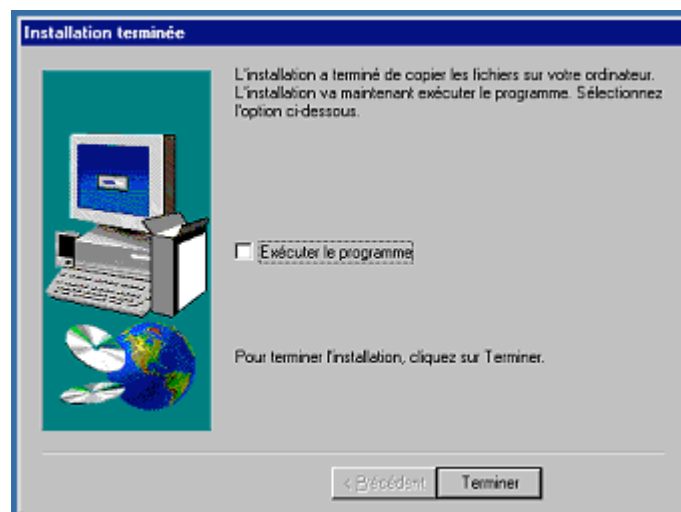 Installation terminée
L'installation a terminé de copier les fichiers sur votre ordinateur.
L'installation va maintenant exécuter le programme. Sélectionnez
l'option ci-dessous.
Exécuter le programme
Pour terminer l'installation, cliquez sur Terminer.
< Précédent
Terminer